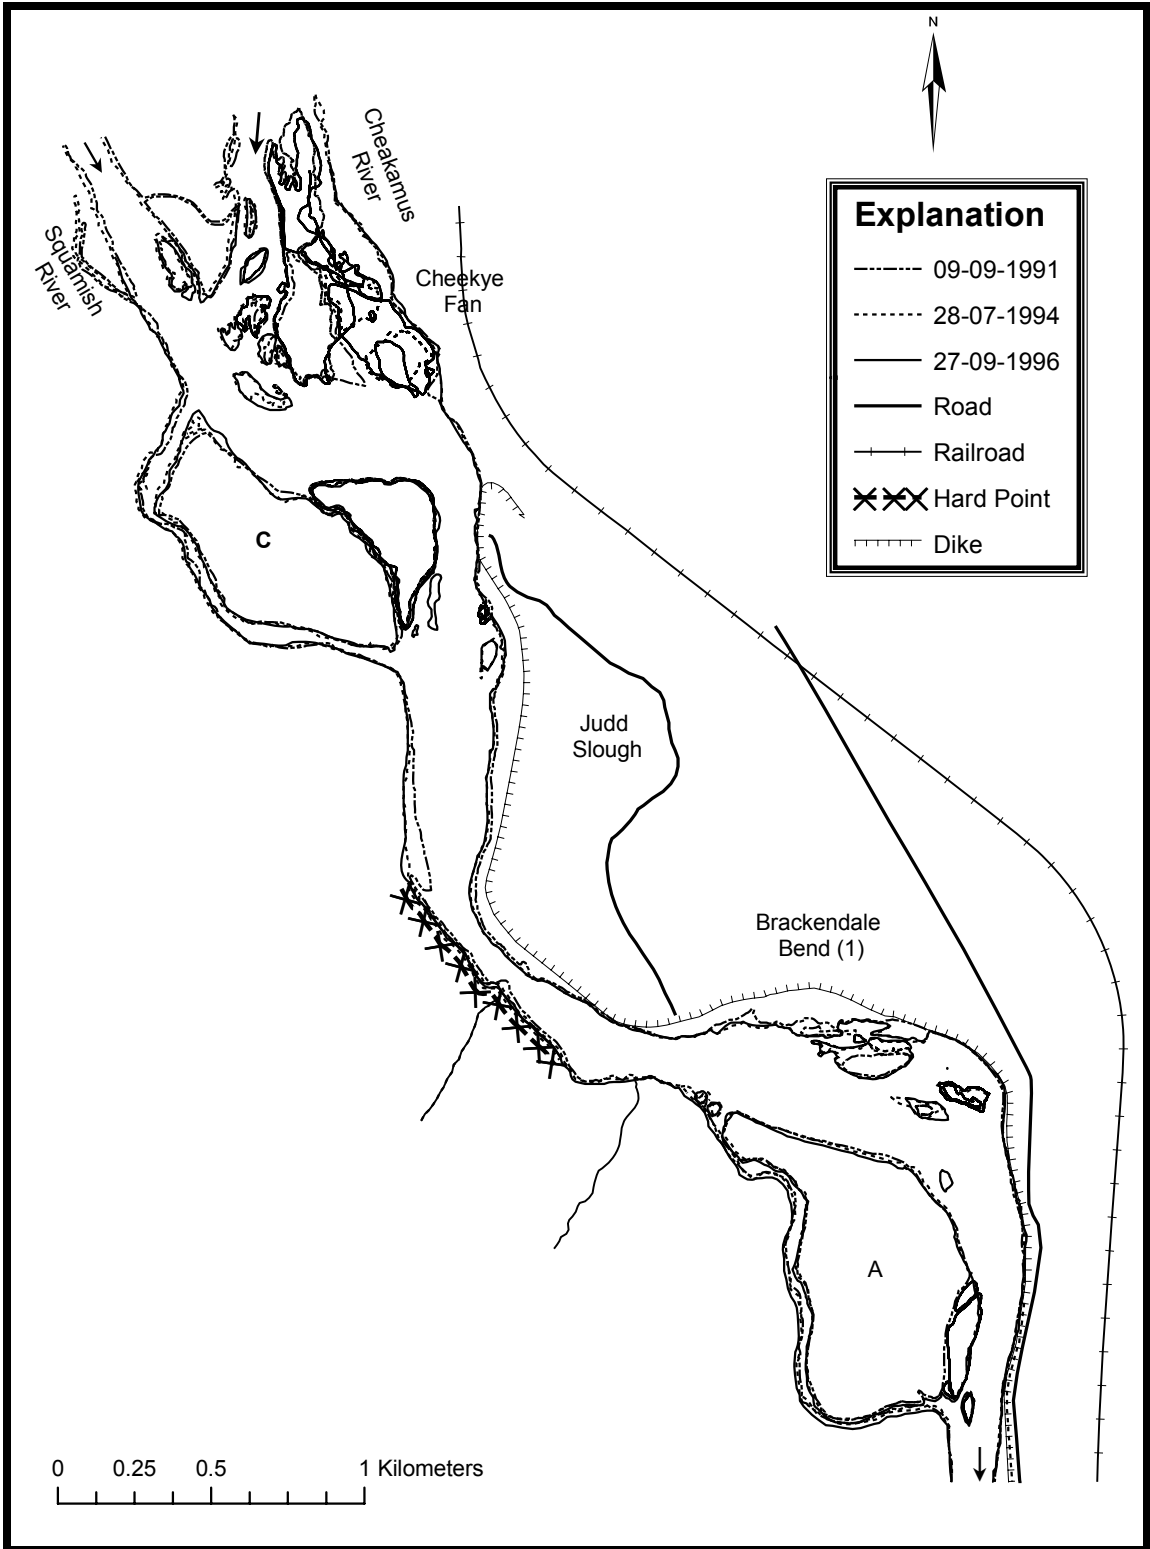 N
Cheakamus
River
Squamish
River
Cheekye
Fan
Explanation
09-09-1991
28-07-1994
27-09-1996
Road
Railroad
Hard Point
Dike
C
Judd
Slough
Brackendale
Bend (1)
A
0 0.25 0.5 1 Kilometers